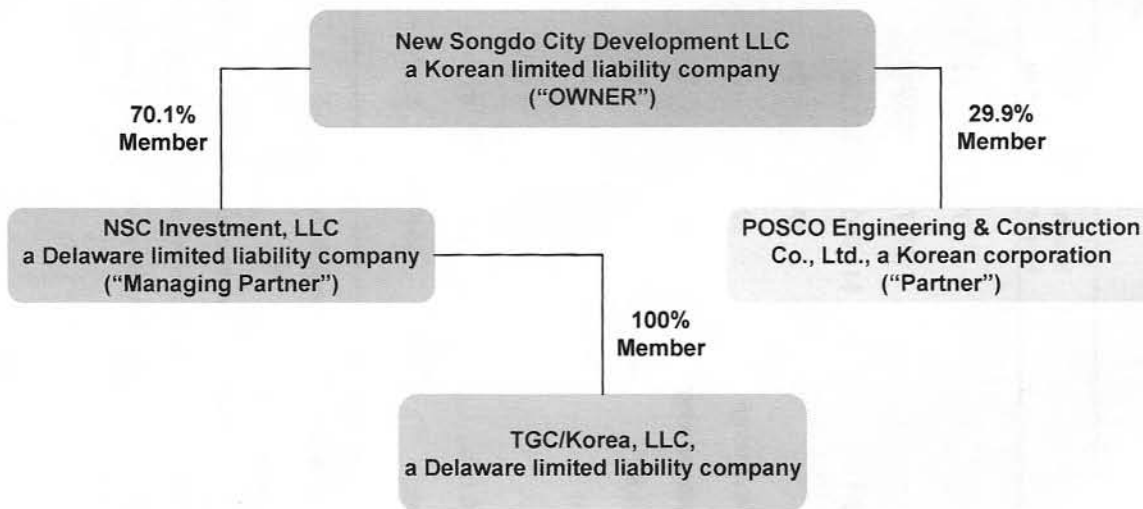 New Songdo City Development LLC
a Korean limited liability company
(“OWNER”)
70.1%
Member
29.9%
Member
NSC Investment, LLC
a Delaware limited liability company
(“Managing Partner”)
POSCO Engineering & Construction
Co., Ltd., a Korean corporation
(“Partner”)
100%
Member
TGC/Korea, LLC,
a Delaware limited liability company